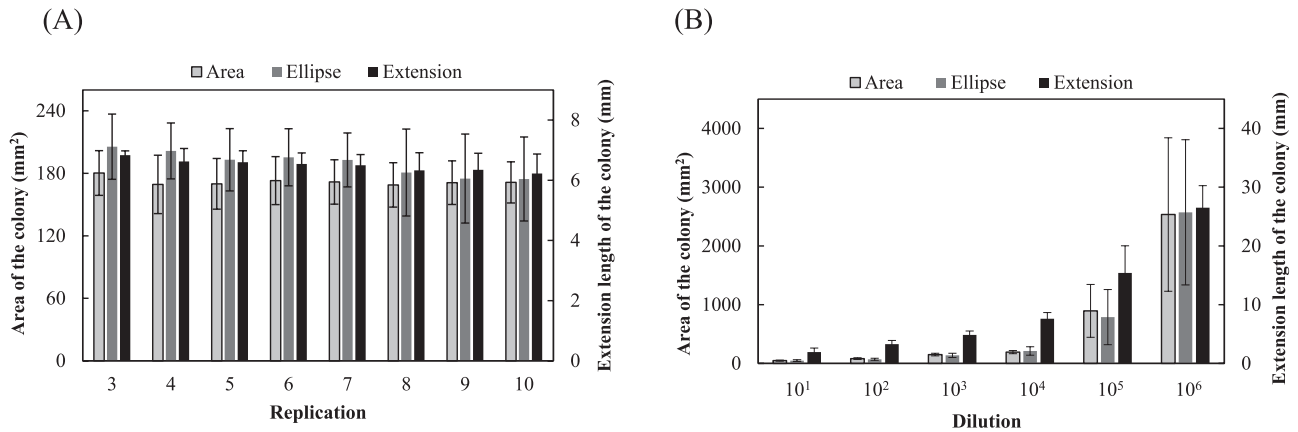 (A)
Area Ellipse Extension
Area of the colony (mm²)
240
180
120
60
0
8
6
4
2
0
Extension length of the colony (mm)
3 4 5 6 7 8 9 10
Replication
(B)
Area Ellipse Extension
Area of the colony (mm²)
4000
3000
2000
1000
0
40
30
20
10
0
Extension length of the colony (mm)
10¹ 10² 10³ 10⁴ 10⁵ 10⁶
Dilution